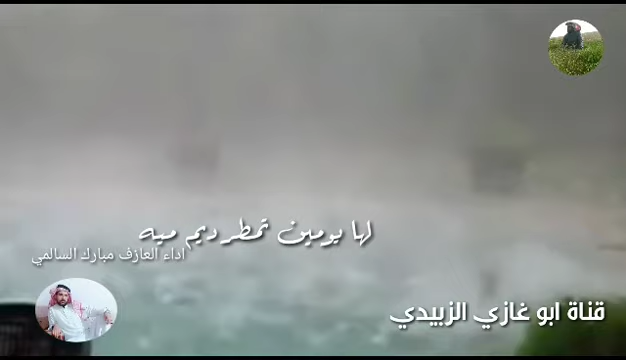 لها يومين تمطر ديم ميه
اداء العازف مبارك السالمي
قناة ابو غازي الزبيدي